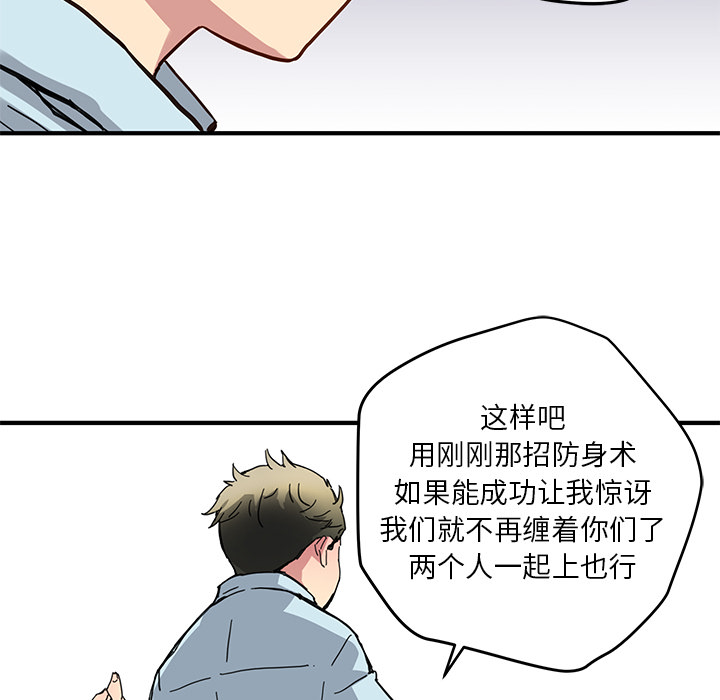 这样吧
用刚刚那招防身术
如果能成功让我惊讶
我们就不再缠着你们了
两个人一起上也行